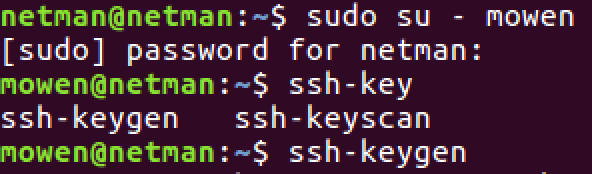 netman@netman:~$ sudo su - mowen
[sudo] password for netman:
mowen@netman:~$ ssh-key
ssh-keygen   ssh-keyscan
mowen@netman:~$ ssh-keygen